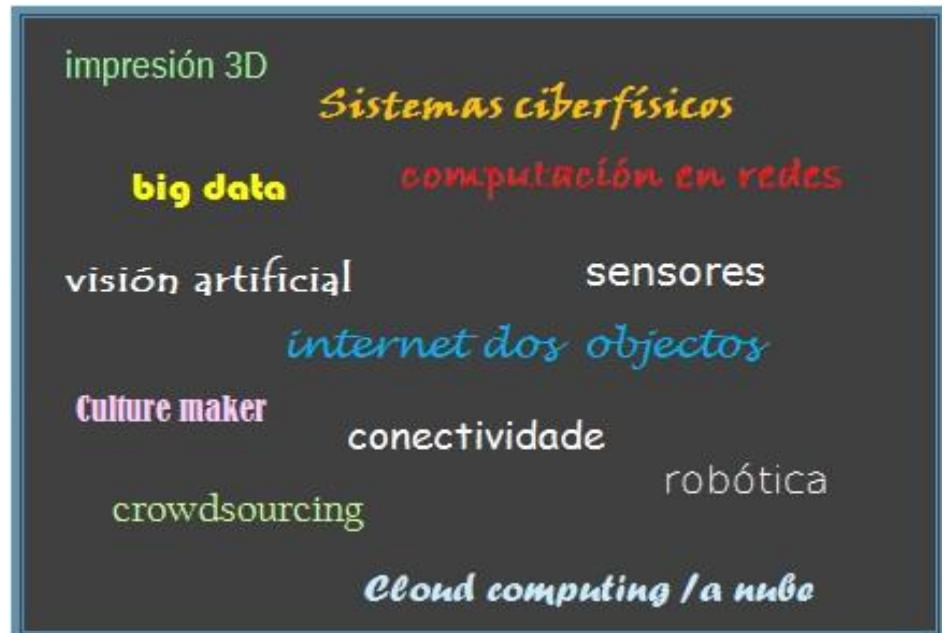 impresión 3D
Sistemas ciberfísicos
big data
computación en redes
visión artificial
sensores
internet dos objectos
Culture maker
conectividade
robótica
crowdsourcing
Cloud computing /a nube